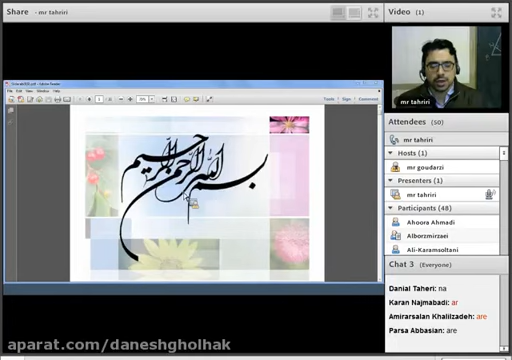 Share - mr tahriri
Video (1)
mr tahriri
Attendees (50)
mr tahriri
Hosts (1)
mr goudarzi
Presenters (1)
mr tahriri
Participants (48)
Ahoora Ahmadi
Alborzmirzaei
Ali-Karamsoltani
Chat 3 (Everyone)
Danial Taheri: na
Karan Najmabadi: ar
Amirarsalan Khalilzadeh: are
Parsa Abbasian: are
بسم الله الرحمن الرحیم
aparat.com/daneshgholhak